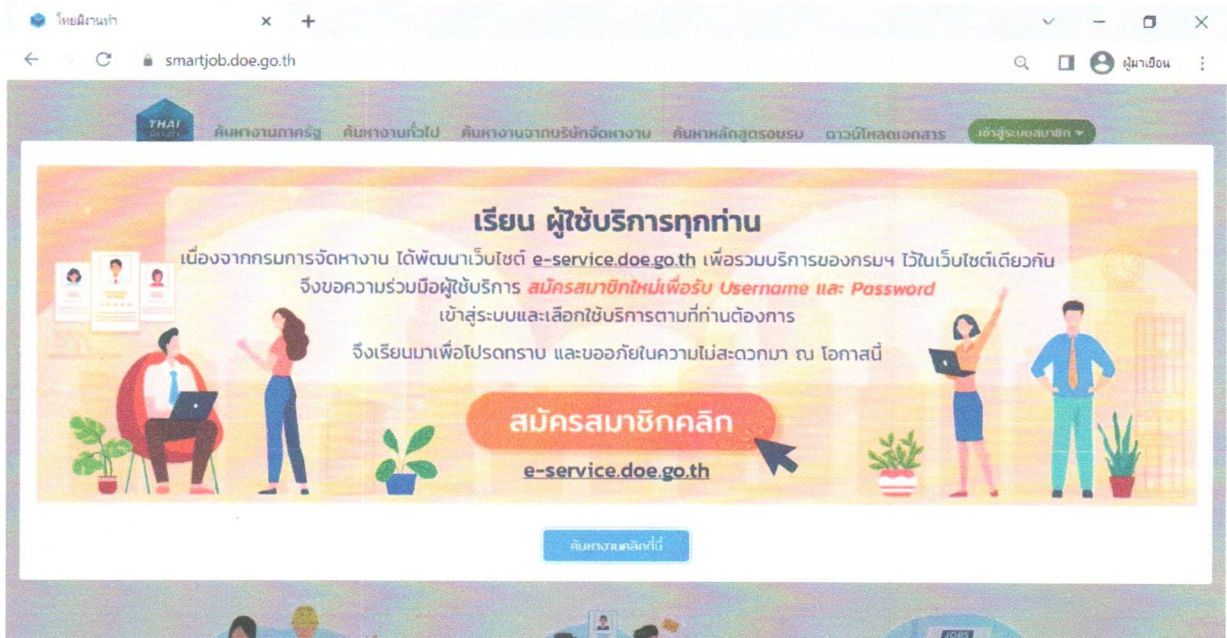 ไทยมีงานทำ
smartjob.doe.go.th
ผู้มาเยือน
THAI
มีงานทำ
ค้นหางานภาครัฐ ค้นหางานทั่วไป ค้นหางานจากบริษัทจัดหางาน ค้นหาหลักสูตรอบรม ดาวน์โหลดเอกสาร เข้าสู่ระบบสมาชิก
เรียน ผู้ใช้บริการทุกท่าน
เนื่องจากกรมการจัดหางาน ได้พัฒนาเว็บไซต์ e-service.doe.go.th เพื่อรวมบริการของกรมฯ ไว้ในเว็บไซต์เดียวกัน
จึงขอความร่วมมือผู้ใช้บริการ สมัครสมาชิกใหม่เพื่อรับ Username และ Password
เข้าสู่ระบบและเลือกใช้บริการตามที่ท่านต้องการ
จึงเรียนมาเพื่อโปรดทราบ และขออภัยในความไม่สะดวกมา ณ โอกาสนี้
สมัครสมาชิกคลิก
e-service.doe.go.th
ค้นหางานคลิกที่นี่
JOBS